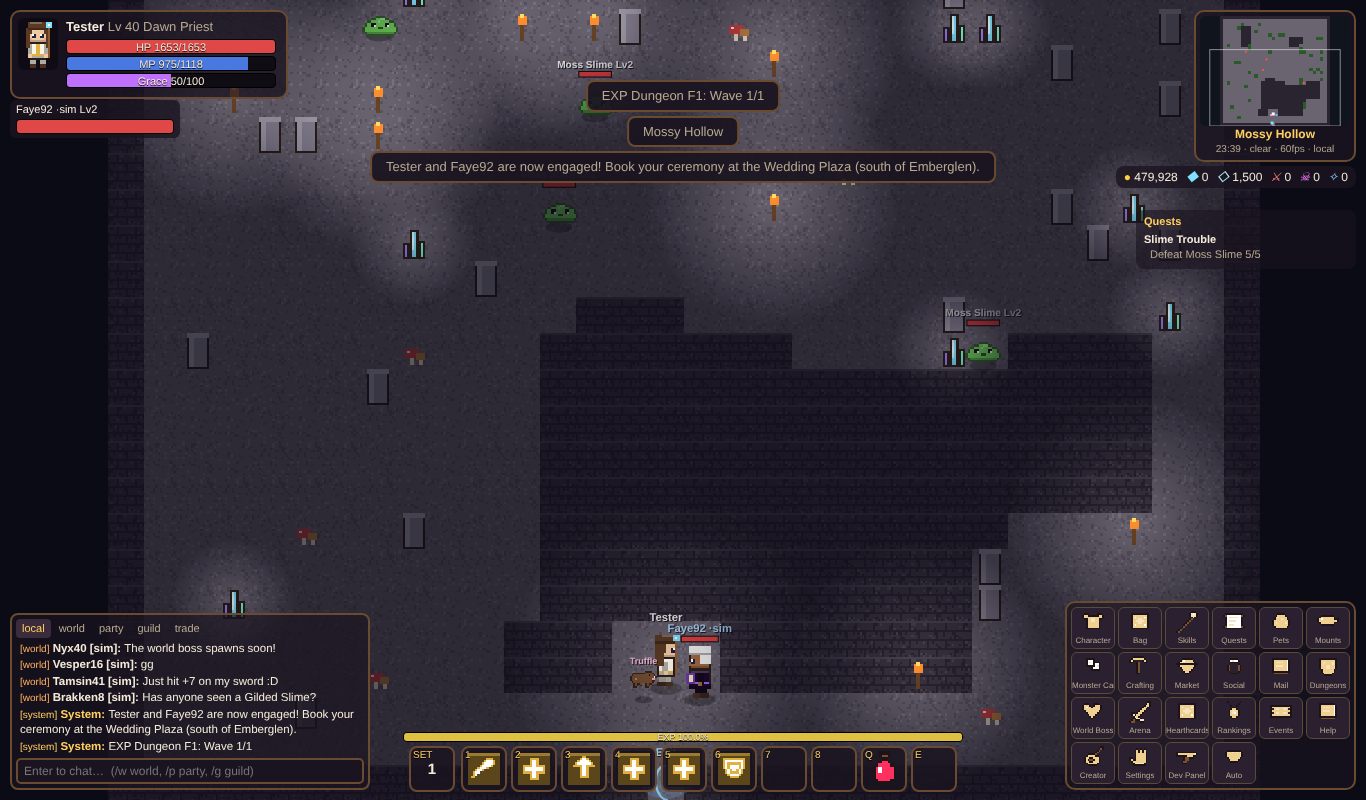 Tester Lv 40 Dawn Priest
HP 1653/1653
MP 975/1118
Grace 50/100
Faye92 ·sim Lv2
Moss Slime Lv2
EXP Dungeon F1: Wave 1/1
Mossy Hollow
Tester and Faye92 are now engaged! Book your ceremony at the Wedding Plaza (south of Emberglen).
Mossy Hollow
23:39 · clear · 60fps · local
479,928 0 1,500 0 0 0
Quests
Slime Trouble
Defeat Moss Slime 5/5
Moss Slime Lv2
Tester
Faye92 ·sim
Truffle
local world party guild trade
[world] Nyx40 [sim]: The world boss spawns soon!
[world] Vesper16 [sim]: gg
[world] Tamsin41 [sim]: Just hit +7 on my sword :D
[world] Brakken8 [sim]: Has anyone seen a Gilded Slime?
[system] System: Tester and Faye92 are now engaged! Book your
ceremony at the Wedding Plaza (south of Emberglen).
[system] System: EXP Dungeon F1: Wave 1/1
Enter to chat… (/w world, /p party, /g guild)
EXP 100.0%
SET 1 2 3 4 5 6 7 8 Q E
1
Character Bag Skills Quests Pets Mounts
Monster Ca Crafting Market Social Mail Dungeons
World Boss Arena Hearthcards Rankings Events Help
Creator Settings Dev Panel Auto